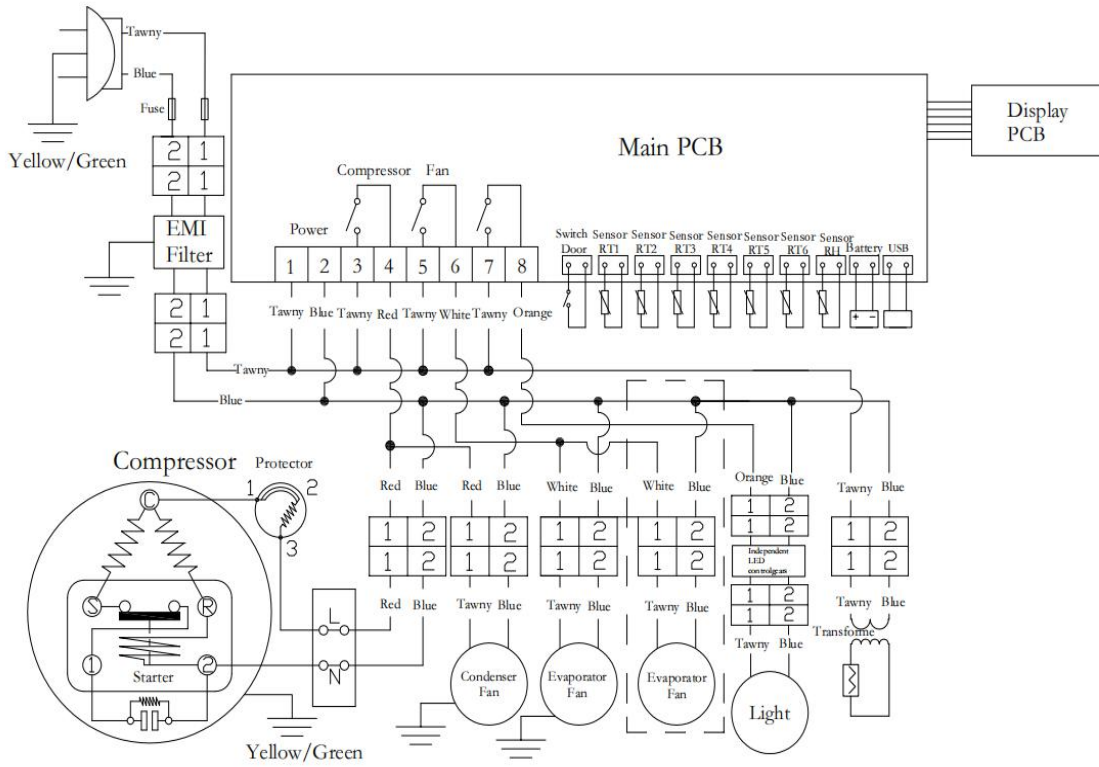 Tawny
Blue
Fuse
Yellow/Green
2 1
2 1
EMI
Filter
2 1
2 1
Main PCB
Display
PCB
Compressor Fan
Power
1 2 3 4 5 6 7 8
Switch Door
Sensor RT1
Sensor RT2
Sensor RT3
Sensor RT4
Sensor RT5
Sensor RT6
Sensor RH
Battery
USB
+ -
Tawny Blue Tawny Red Tawny White Tawny Orange
Tawny
Blue
Compressor
Protector
1 2
3
C
S R
1 2
Starter
L
N
Yellow/Green
Red Blue Red Blue White Blue White Blue Orange Blue Tawny Blue
1 2 1 2 1 2 1 2 1 2 1 2
1 2 1 2 1 2 1 2 1 2 1 2
Independent
LED
controlgears
1 2
1 2
Red Blue Tawny Blue Tawny Blue Tawny Blue Tawny Blue Tawny Blue
Transforme
Condenser
Fan
Evaporator
Fan
Evaporator
Fan
Light